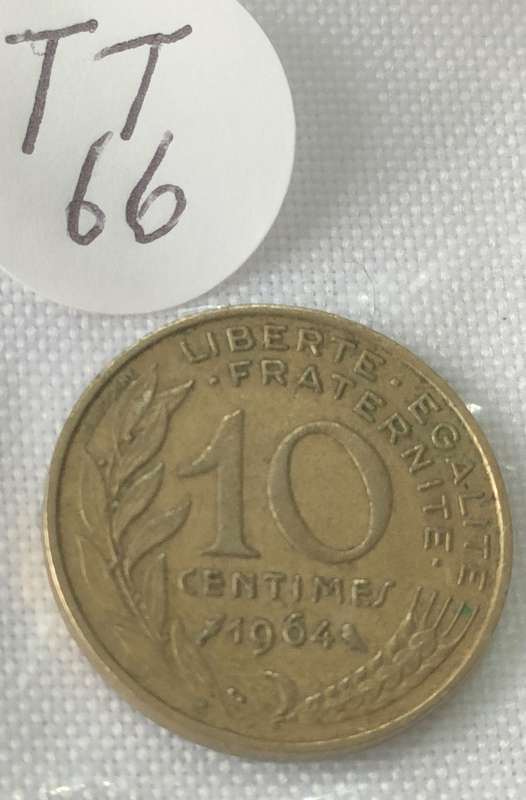 TT
66
LIBERTE · EGALITE
· FRATERNITE ·
10
CENTIMES
1964